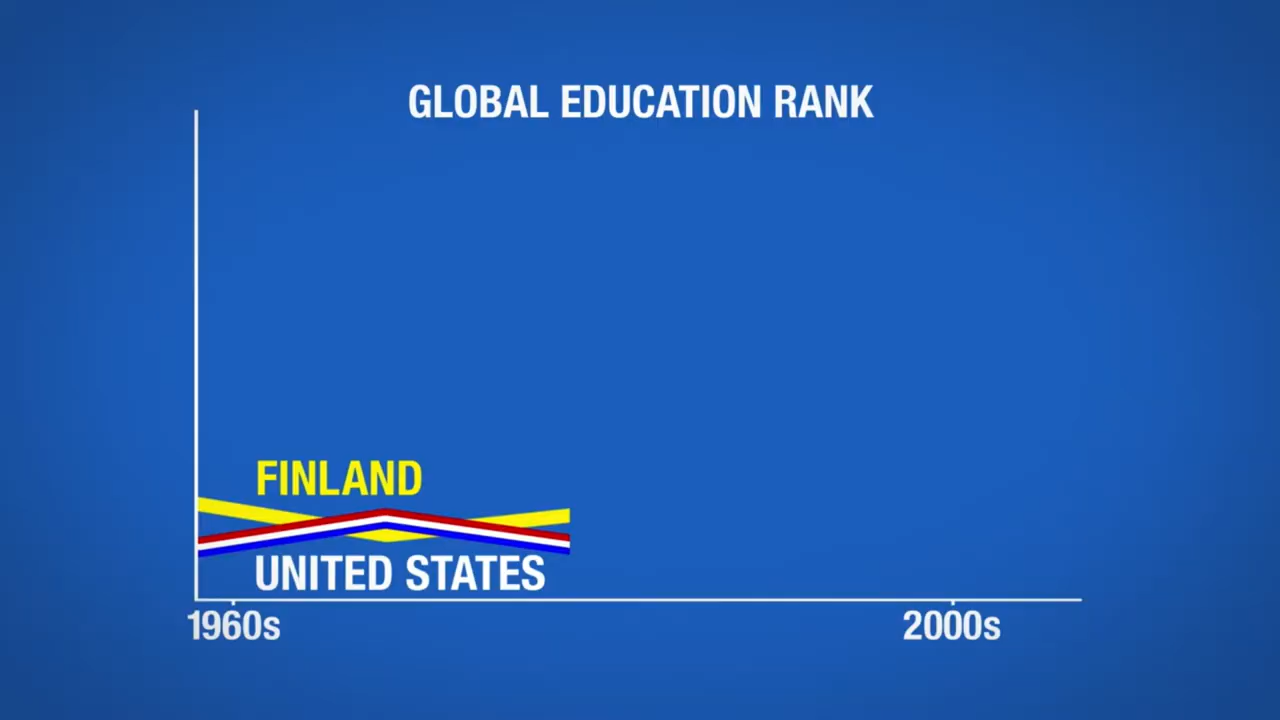 GLOBAL EDUCATION RANK
FINLAND
UNITED STATES
1960s
2000s